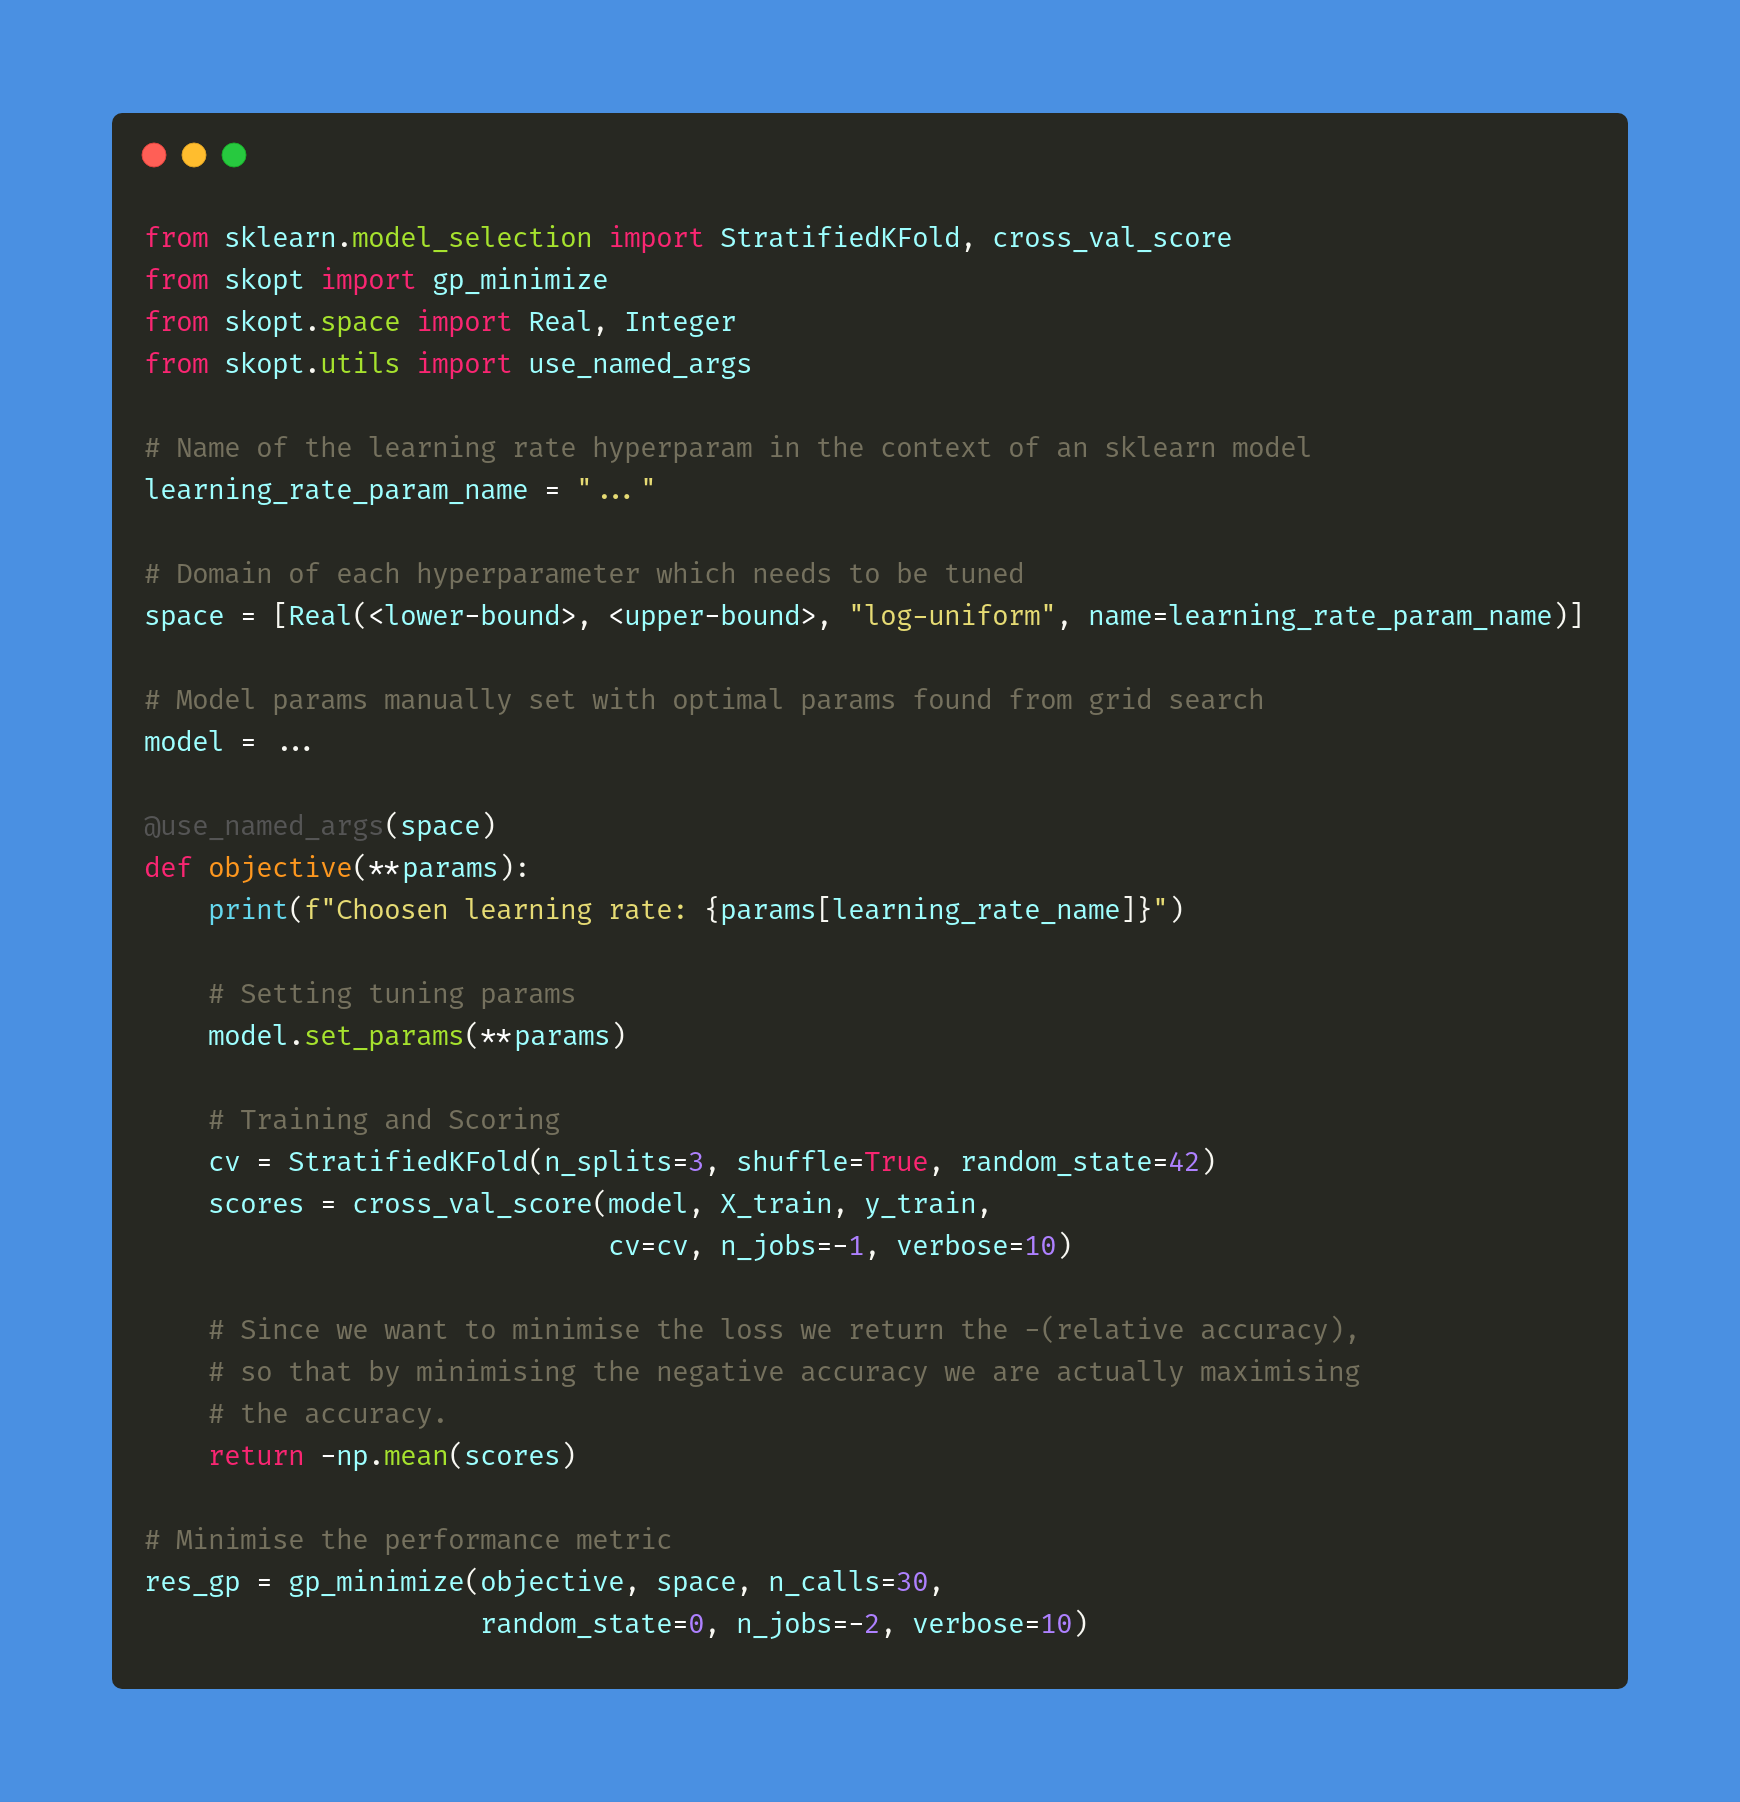 from sklearn.model_selection import StratifiedKFold, cross_val_score
from skopt import gp_minimize
from skopt.space import Real, Integer
from skopt.utils import use_named_args
# Name of the learning rate hyperparam in the context of an sklearn model
learning_rate_param_name = "..."
# Domain of each hyperparameter which needs to be tuned
space = [Real(<lower-bound>, <upper-bound>, "log-uniform", name=learning_rate_param_name)]
# Model params manually set with optimal params found from grid search
model = ...
@use_named_args(space)
def objective(**params):
    print(f"Choosen learning rate: {params[learning_rate_name]}")
    # Setting tuning params
    model.set_params(**params)
    # Training and Scoring
    cv = StratifiedKFold(n_splits=3, shuffle=True, random_state=42)
    scores = cross_val_score(model, X_train, y_train,
                             cv=cv, n_jobs=-1, verbose=10)
    # Since we want to minimise the loss we return the -(relative accuracy),
    # so that by minimising the negative accuracy we are actually maximising
    # the accuracy.
    return -np.mean(scores)
# Minimise the performance metric
res_gp = gp_minimize(objective, space, n_calls=30,
                     random_state=0, n_jobs=-2, verbose=10)